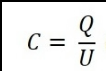 C = Q/U